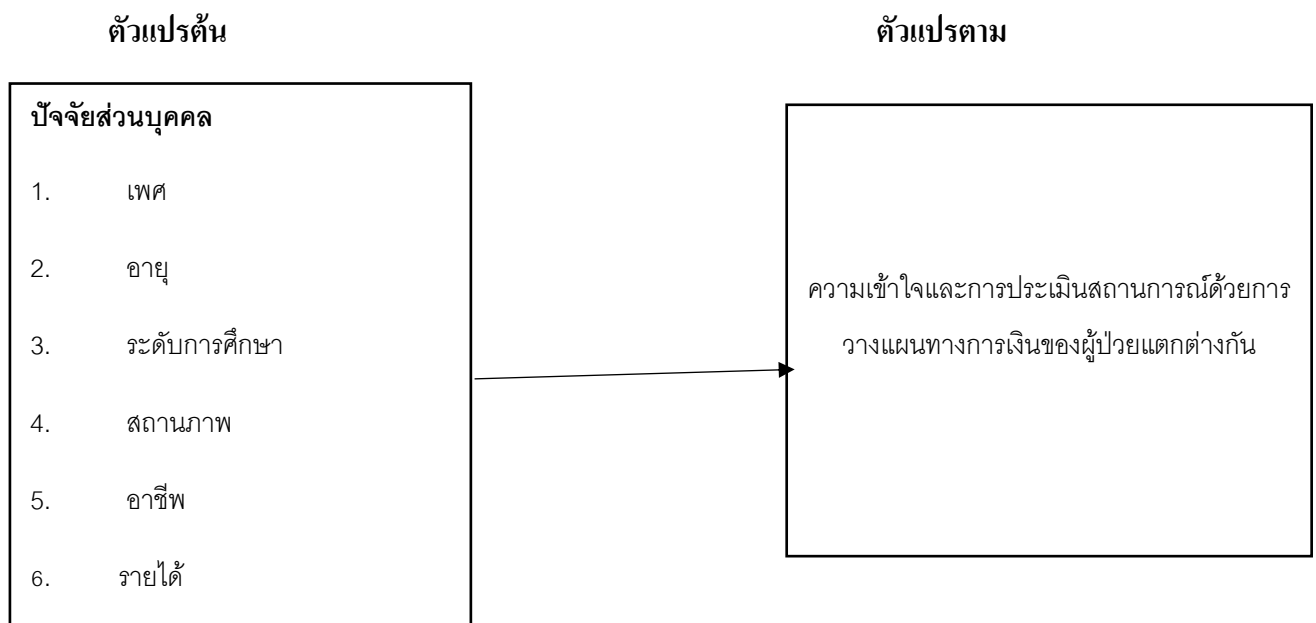 ตัวแปรต้น
ตัวแปรตาม
ปัจจัยส่วนบุคคล
1. เพศ
2. อายุ
3. ระดับการศึกษา
4. สถานภาพ
5. อาชีพ
6. รายได้
ความเข้าใจและการประเมินสถานการณ์ด้วยการ
วางแผนทางการเงินของผู้ป่วยแตกต่างกัน